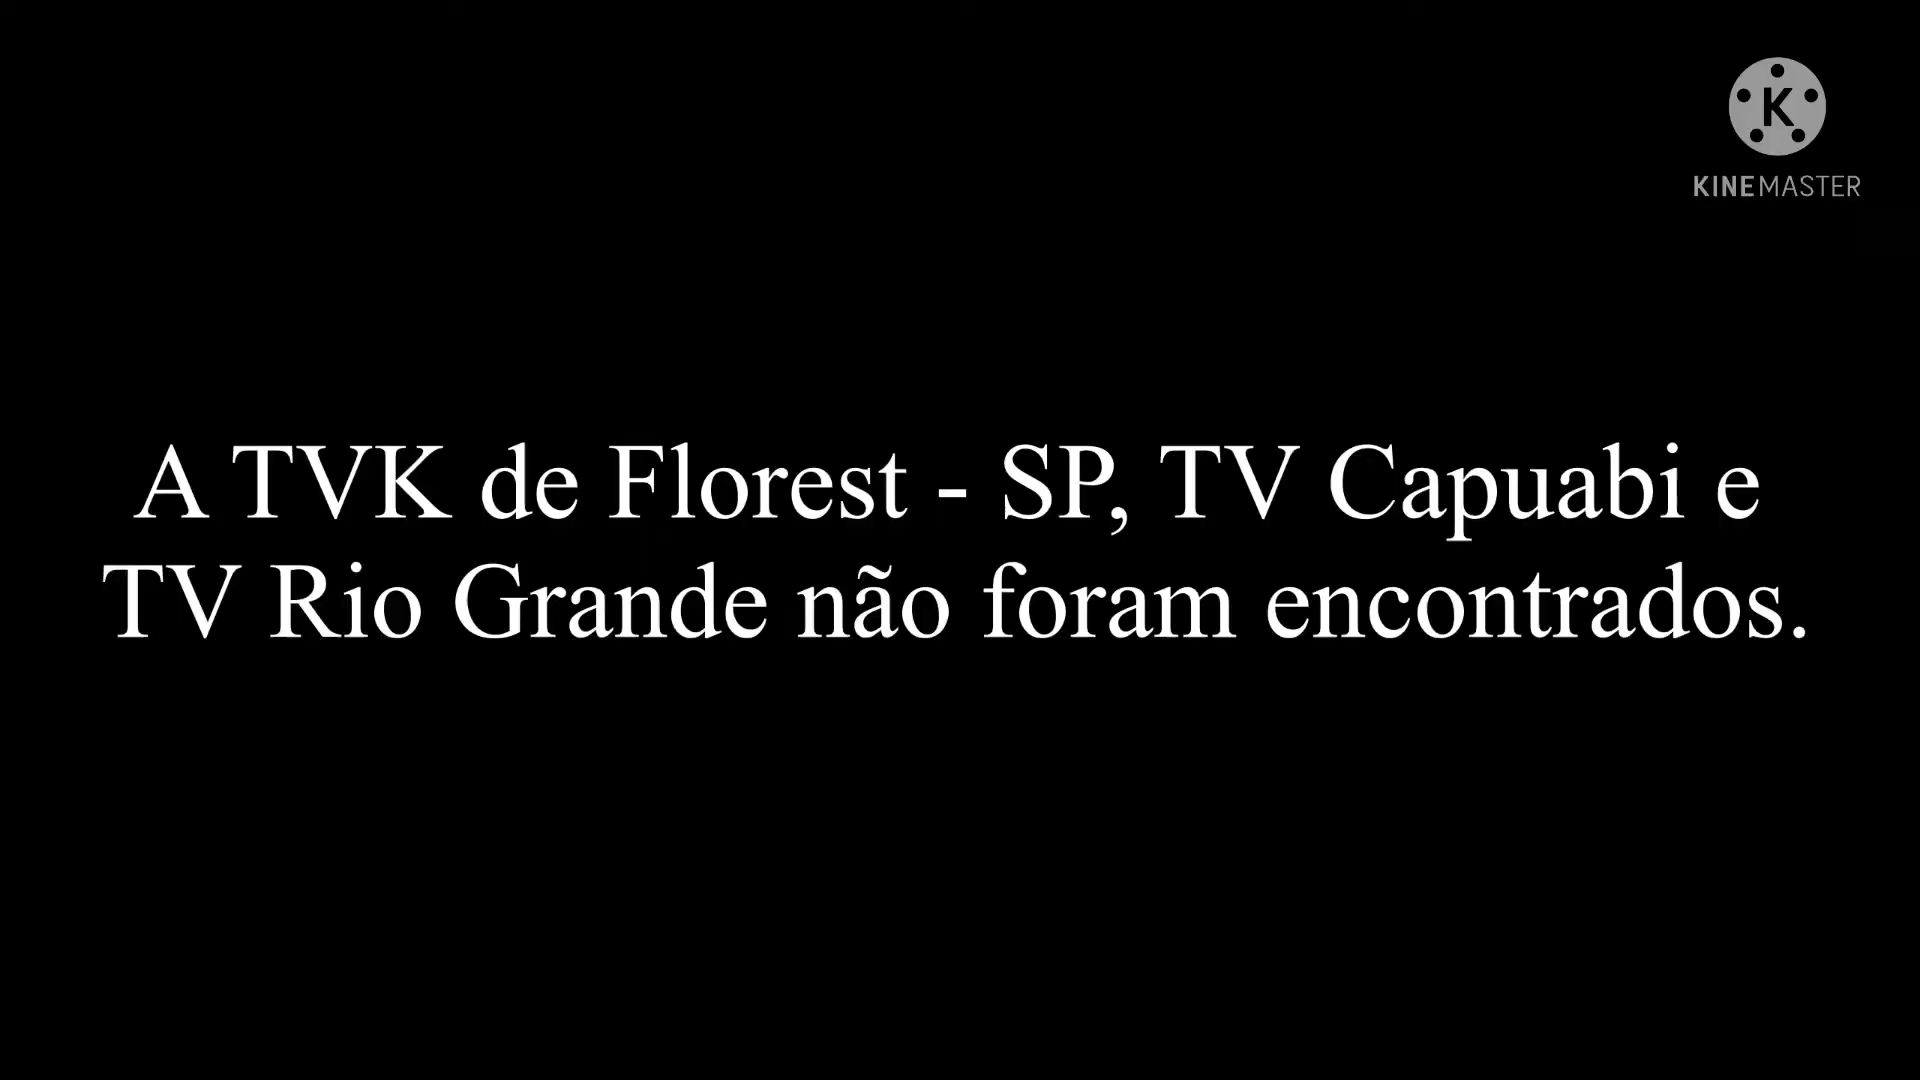 K
KINEMASTER
A TVK de Florest - SP, TV Capuabi e
TV Rio Grande não foram encontrados.